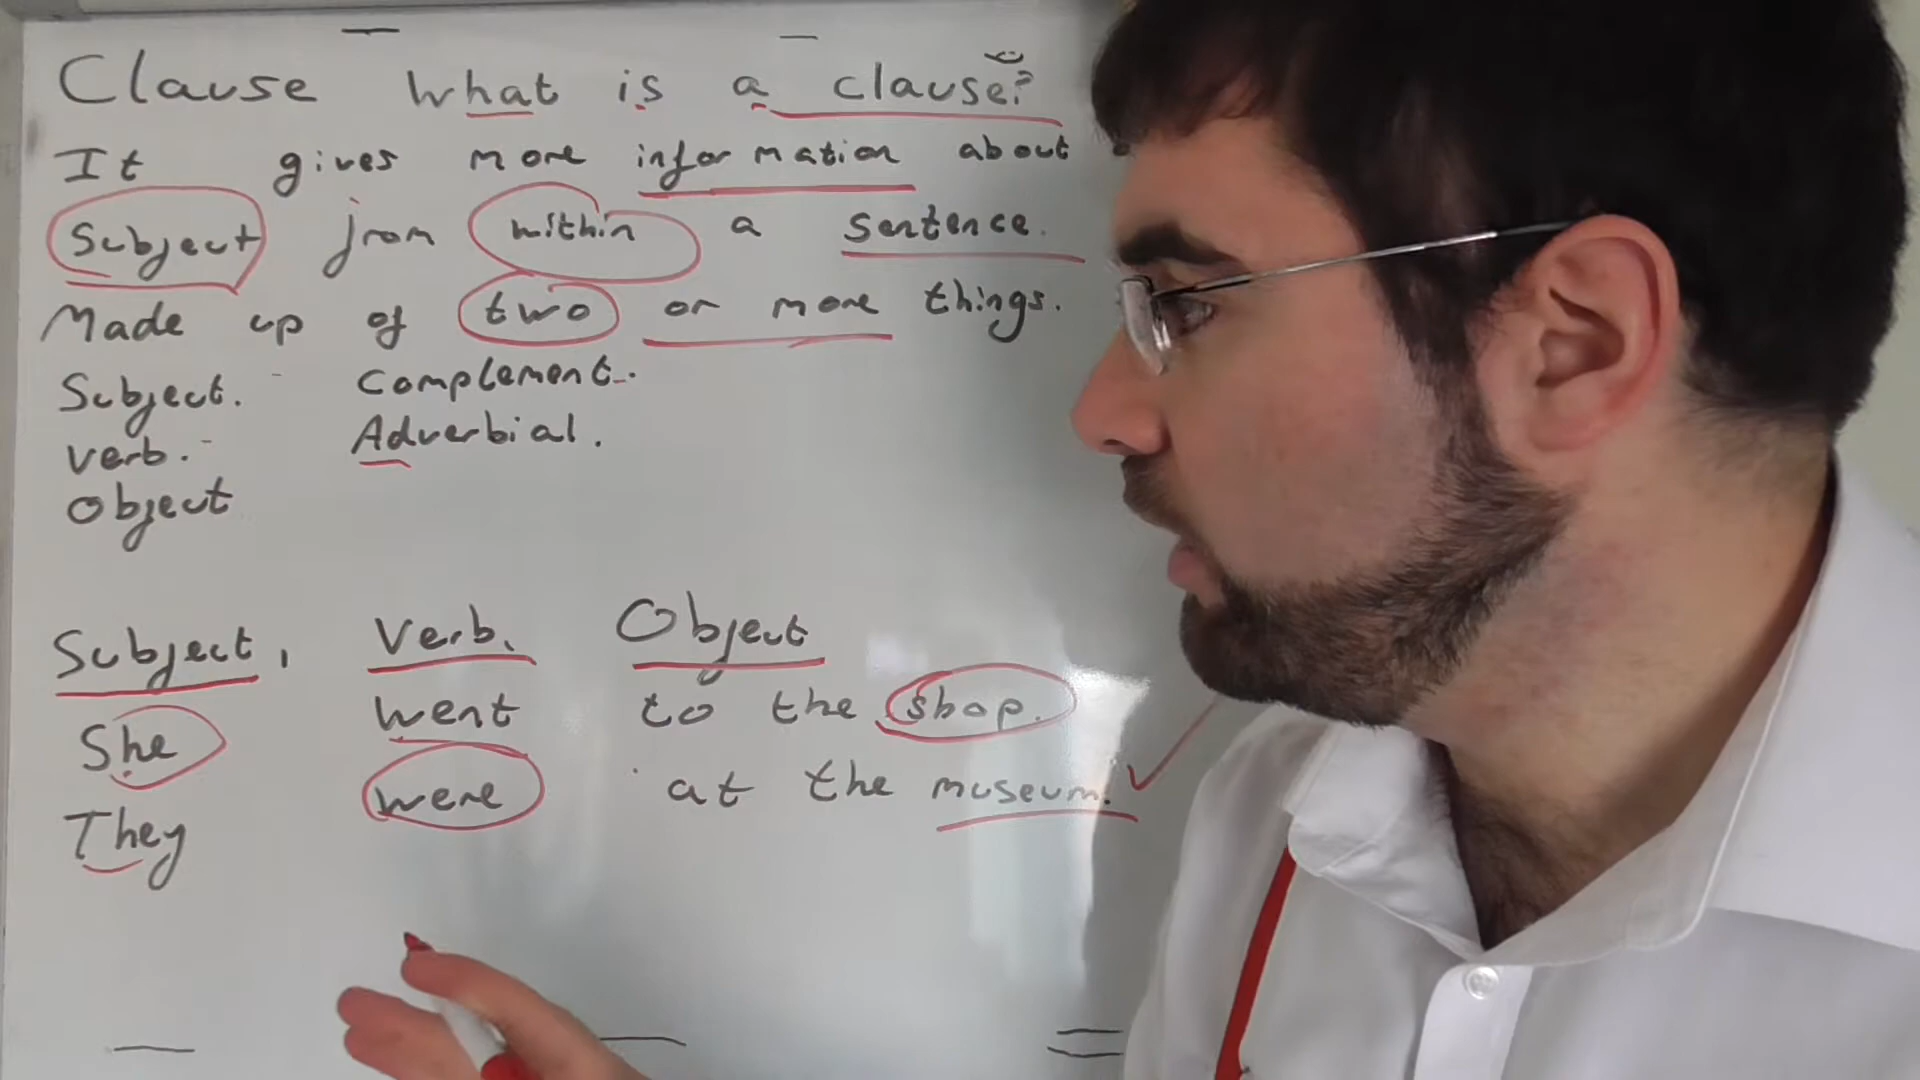 Clause What is a clause?
It gives more information about
Subject from within a sentence.
Made up of two or more things.
Subject. Complement.
verb. Adverbial.
Object
Subject, Verb. Object
She went to the shop.
They were at the museum.